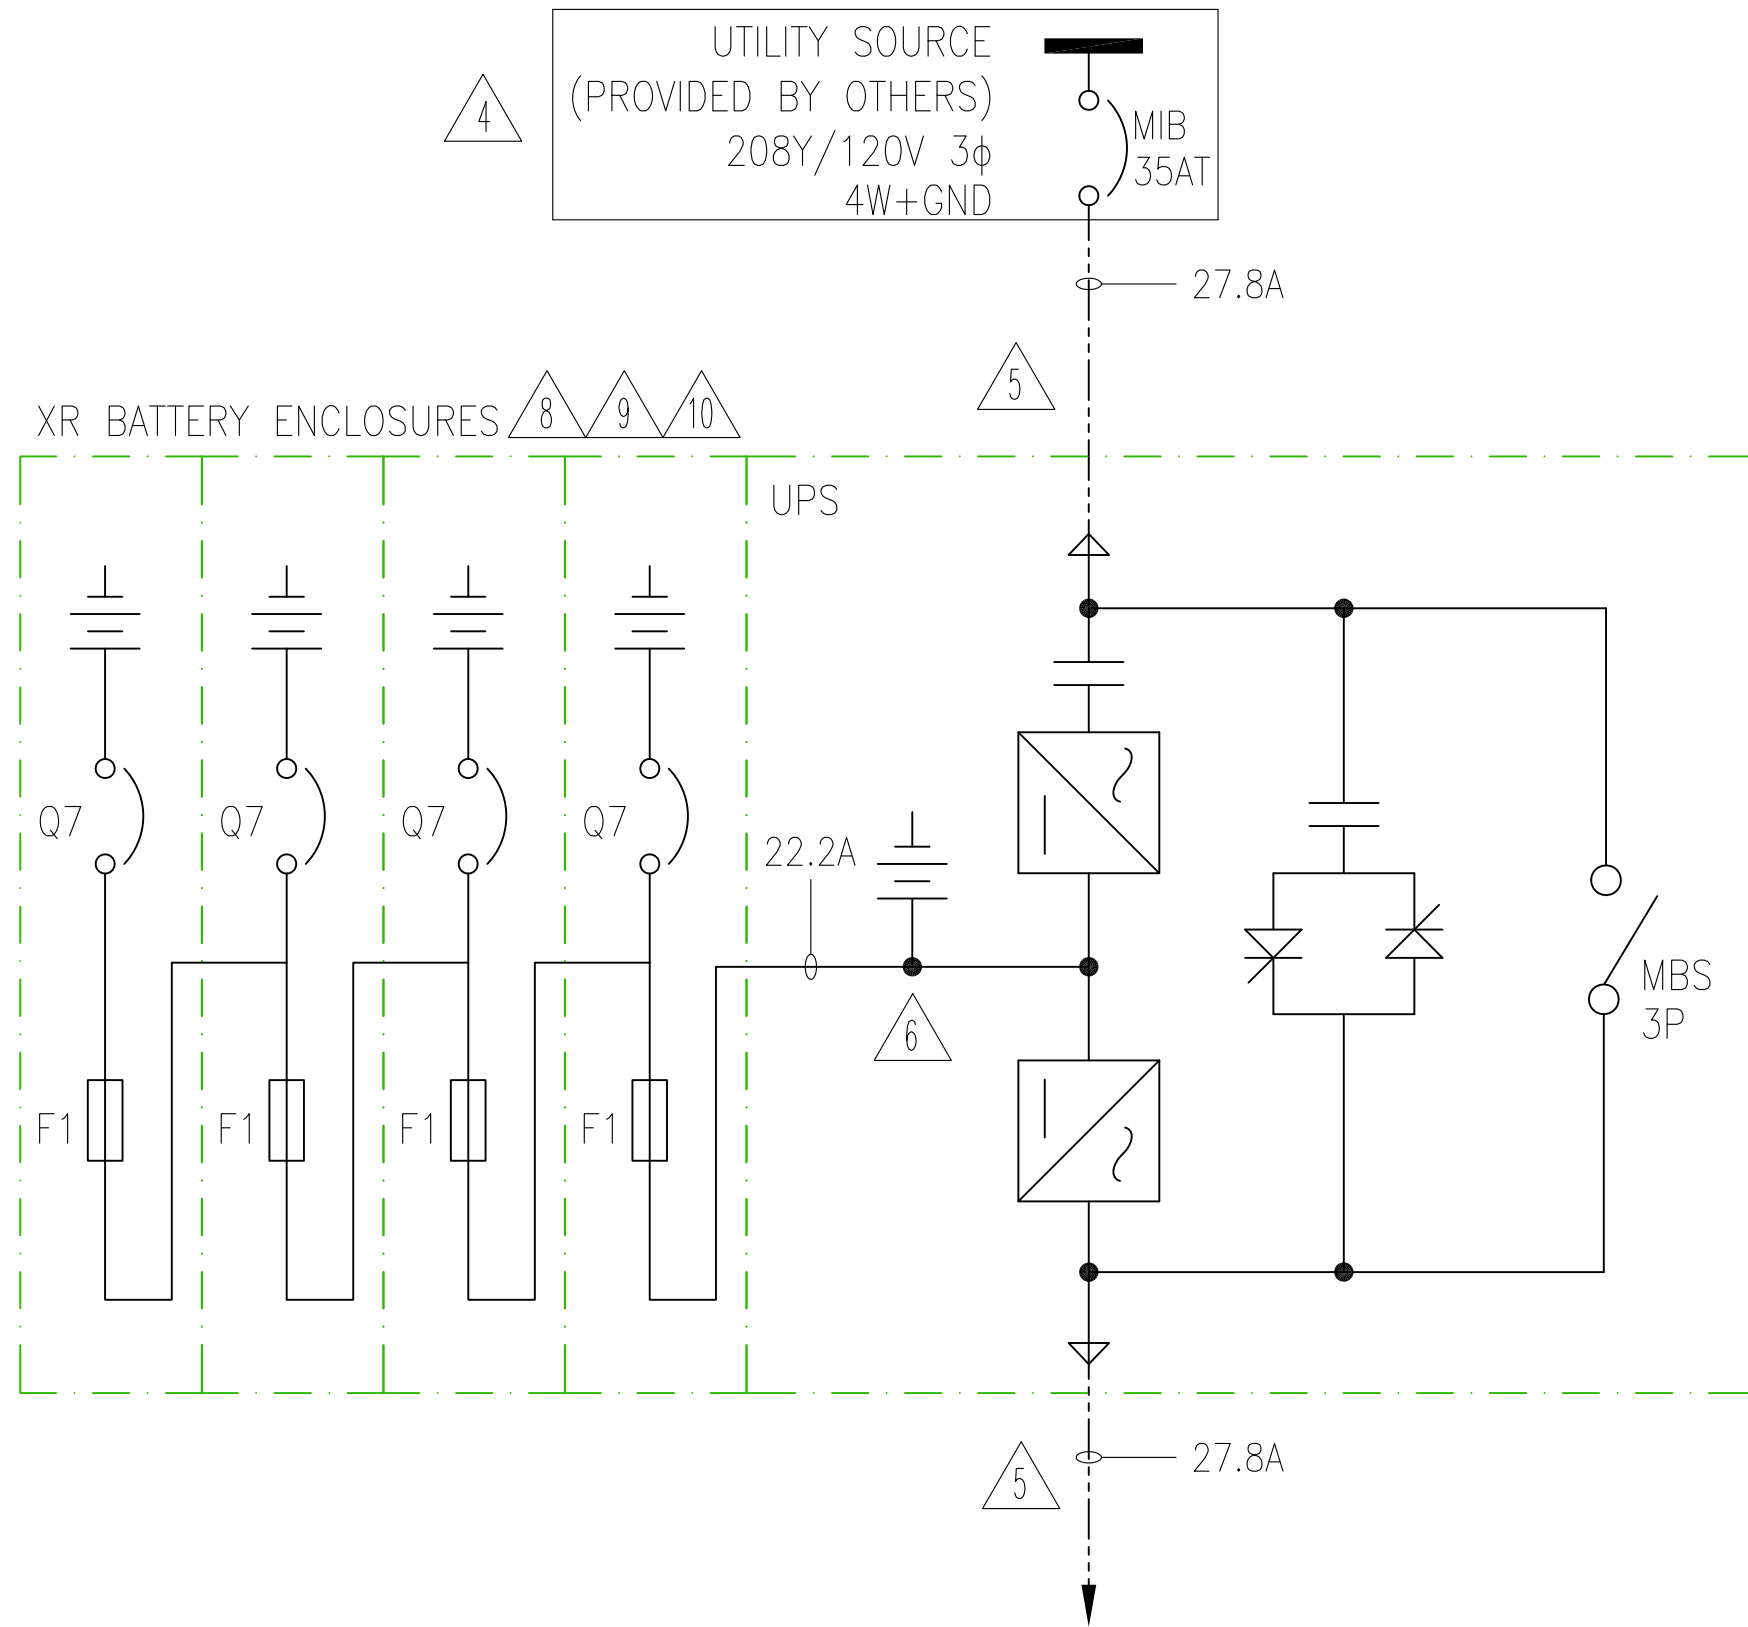 UTILITY SOURCE
(PROVIDED BY OTHERS)
208Y/120V 3ϕ
4W+GND
MIB
35AT
4
27.8A
5
XR BATTERY ENCLOSURES 8 9 10
UPS
Q7 Q7 Q7 Q7
22.2A
MBS
3P
6
F1 F1 F1 F1
27.8A
5